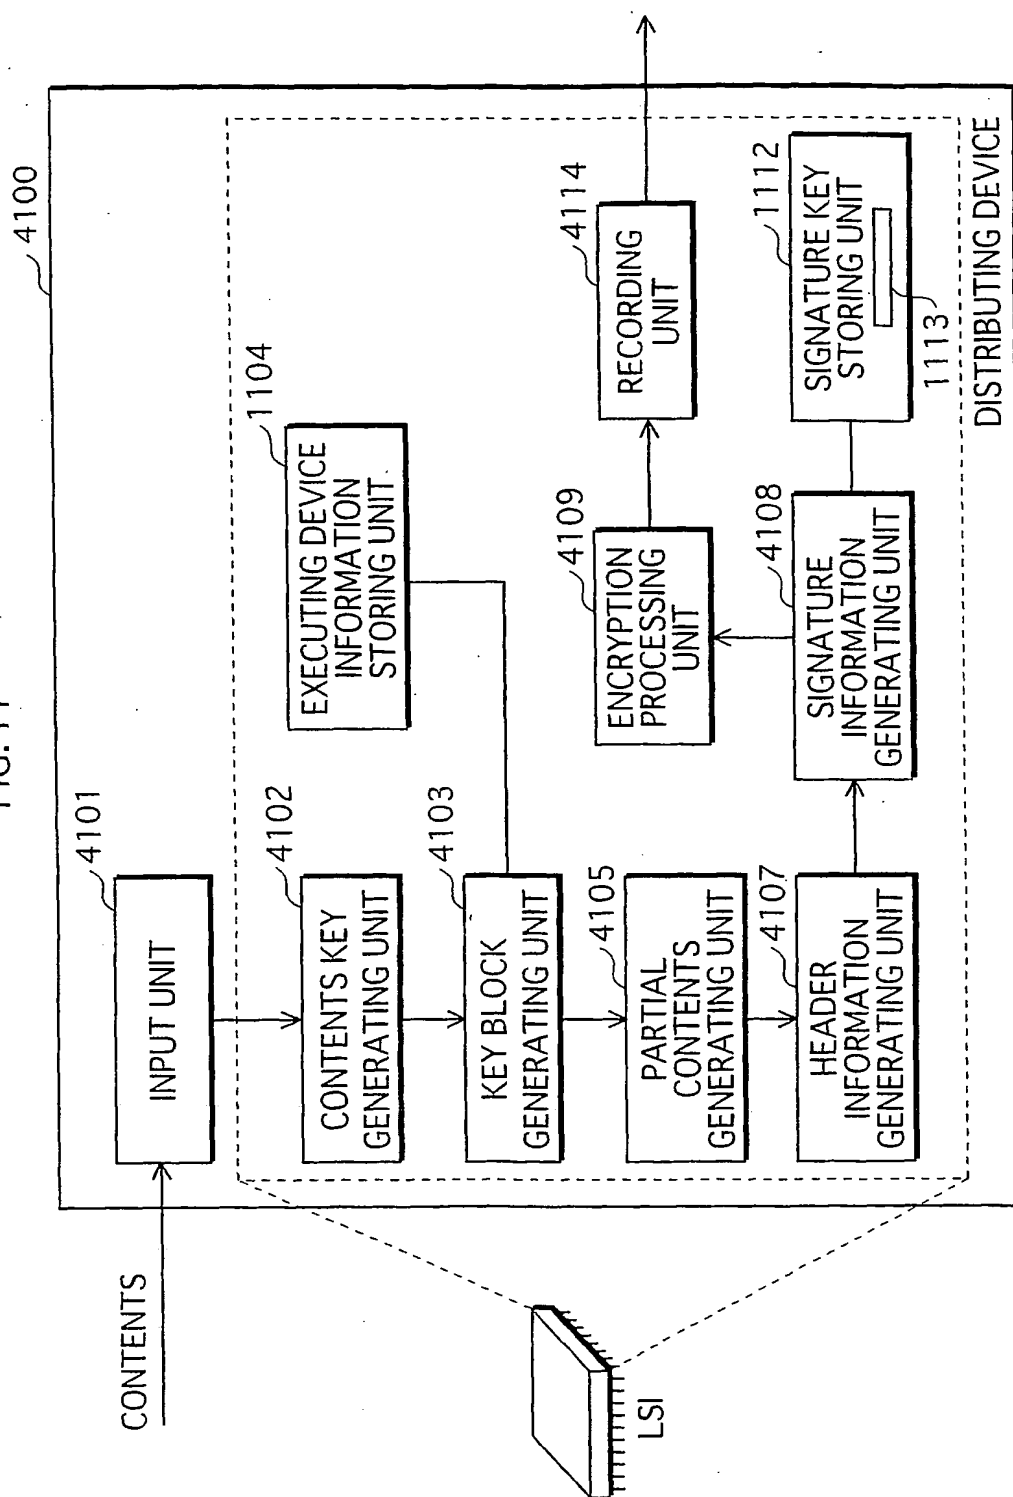 FIG.
4100
CONTENTS
4101
INPUT UNIT
4102
CONTENTS KEY
GENERATING UNIT
1104
EXECUTING DEVICE
INFORMATION
STORING UNIT
4103
KEY BLOCK
GENERATING UNIT
4105
PARTIAL
CONTENTS
GENERATING UNIT
4109
ENCRYPTION
PROCESSING
UNIT
4114
RECORDING
UNIT
LSI
4107
HEADER
INFORMATION
GENERATING UNIT
4108
SIGNATURE
INFORMATION
GENERATING UNIT
1112
SIGNATURE KEY
STORING UNIT
1113
DISTRIBUTING DEVICE